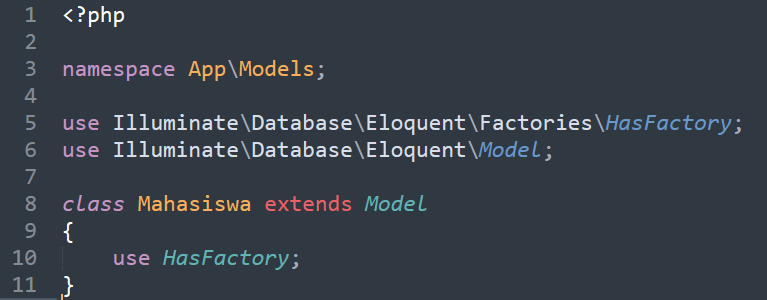 1 <?php
2
3 namespace App\Models;
4
5 use Illuminate\Database\Eloquent\Factories\HasFactory;
6 use Illuminate\Database\Eloquent\Model;
7
8 class Mahasiswa extends Model
9 {
10     use HasFactory;
11 }